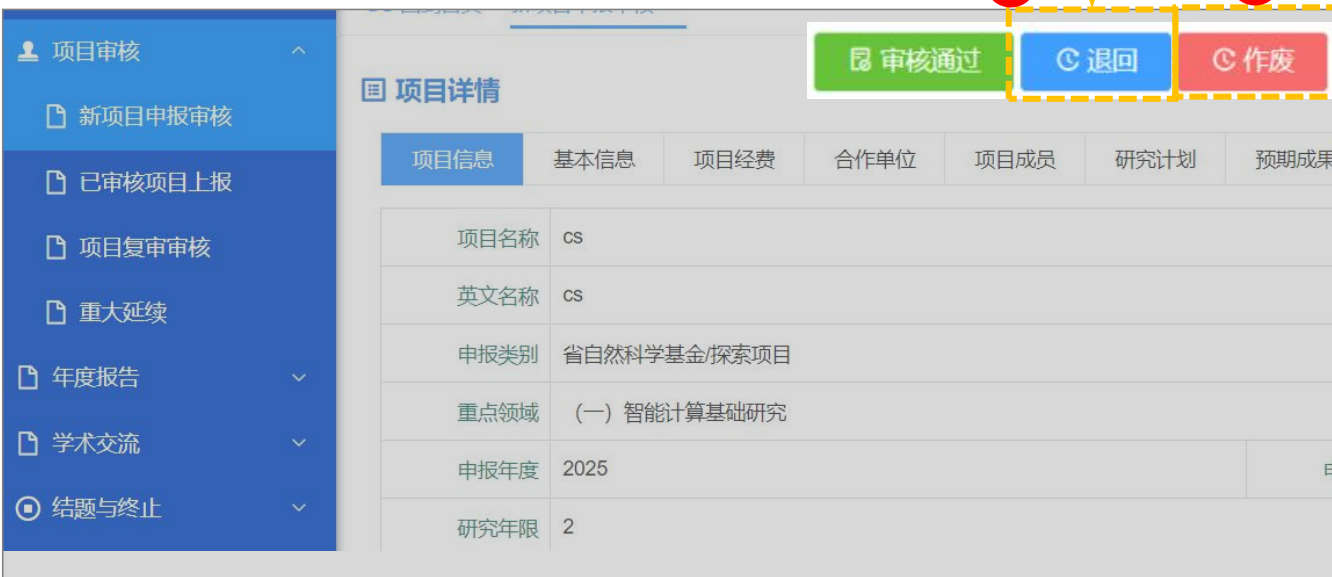 项目审核
新项目申报审核
已审核项目上报
项目复审审核
重大延续
年度报告
学术交流
结题与终止
审核通过 退回 作废
项目详情
项目信息 基本信息 项目经费 合作单位 项目成员 研究计划 预期成果
项目名称 cs
英文名称 cs
申报类别 省自然科学基金/探索项目
重点领域 （一）智能计算基础研究
申报年度 2025
研究年限 2